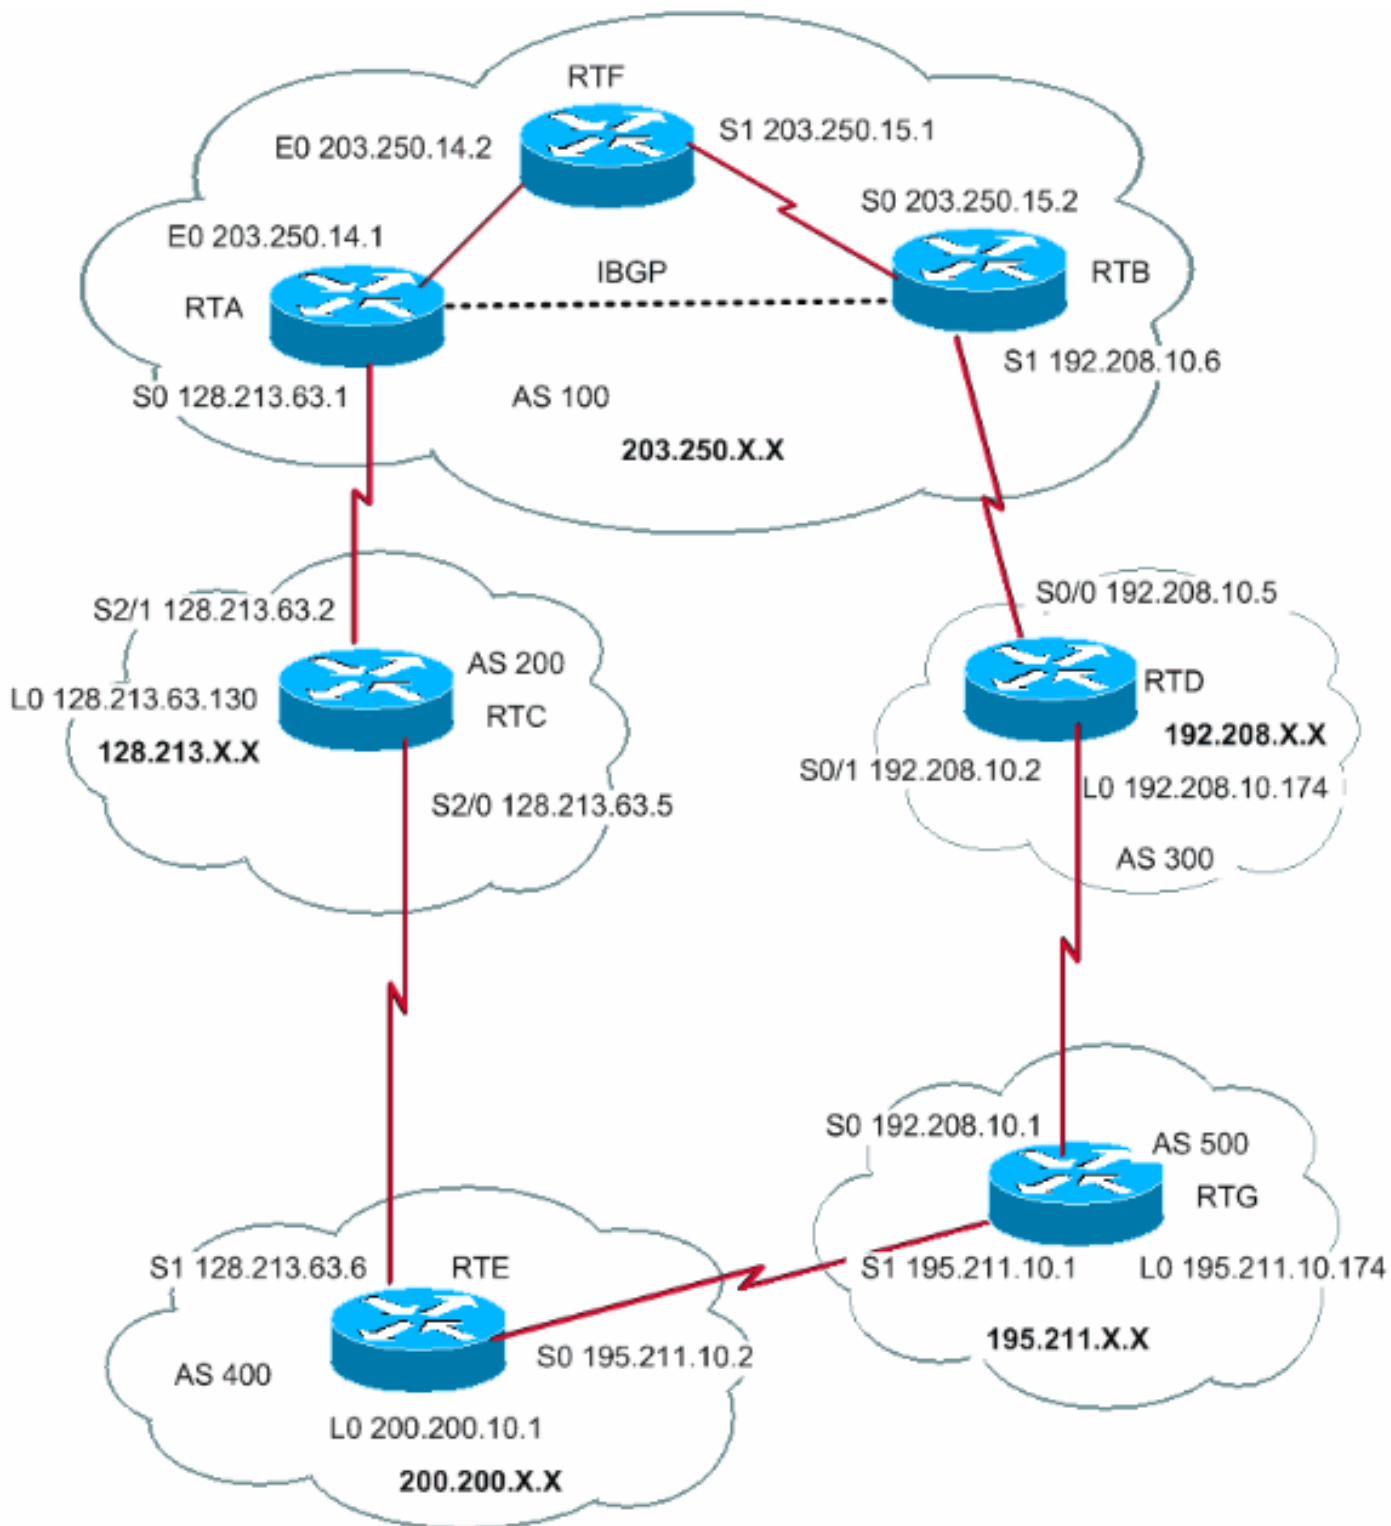 RTF
S1 203.250.15.1
E0 203.250.14.2
S0 203.250.15.2
E0 203.250.14.1
IBGP
RTB
RTA
S1 192.208.10.6
S0 128.213.63.1
AS 100
203.250.X.X
S0/0 192.208.10.5
S2/1 128.213.63.2
AS 200
RTD
L0 128.213.63.130
RTC
192.208.X.X
128.213.X.X
S0/1 192.208.10.2
L0 192.208.10.174
S2/0 128.213.63.5
AS 300
S0 192.208.10.1
AS 500
RTG
S1 128.213.63.6
RTE
S1 195.211.10.1
L0 195.211.10.174
195.211.X.X
S0 195.211.10.2
AS 400
L0 200.200.10.1
200.200.X.X